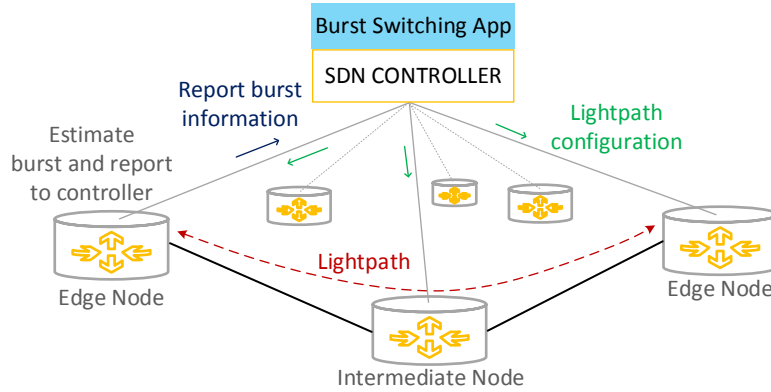 Burst Switching App
SDN CONTROLLER
Report burst
information
Lightpath
configuration
Estimate
burst and report
to controller
Lightpath
Edge Node
Edge Node
Intermediate Node